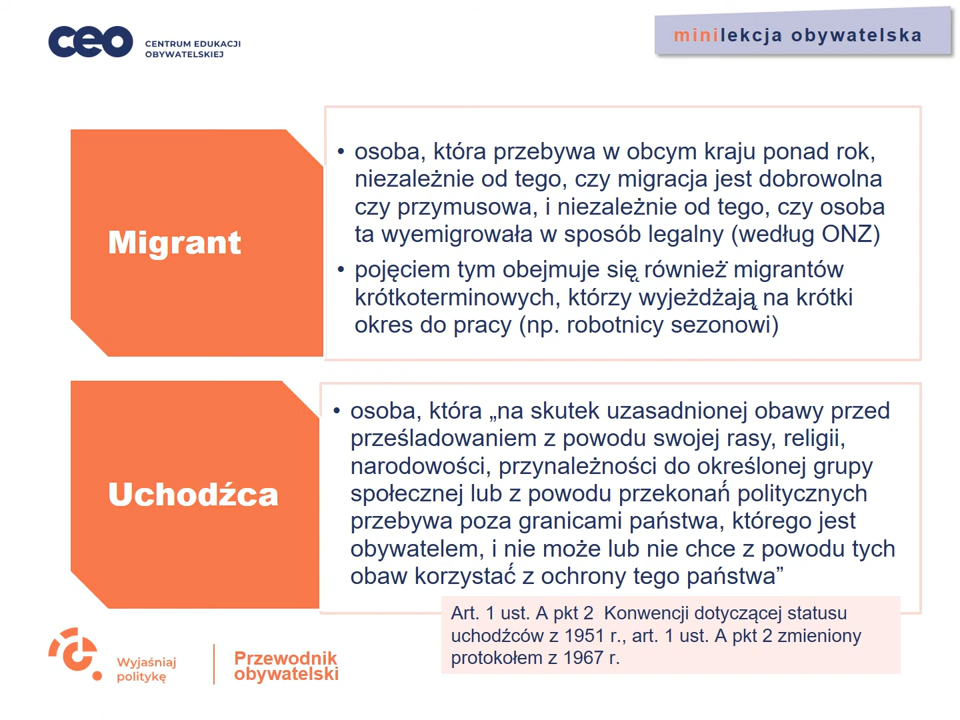 ceo CENTRUM EDUKACJI
OBYWATELSKIEJ
minilekcja obywatelska
Migrant
• osoba, która przebywa w obcym kraju ponad rok,
niezależnie od tego, czy migracja jest dobrowolna
czy przymusowa, i niezależnie od tego, czy osoba
ta wyemigrowała w sposób legalny (według ONZ)
• pojęciem tym obejmuje się̨ również̇ migrantów
krótkoterminowych, którzy wyjeżdżają̨ na krótki
okres do pracy (np. robotnicy sezonowi)
Uchodźca
• osoba, która „na skutek uzasadnionej obawy przed
prześladowaniem z powodu swojej rasy, religii,
narodowości, przynależności do określonej grupy
społecznej lub z powodu przekonań́ politycznych
przebywa poza granicami państwa, którego jest
obywatelem, i nie może lub nie chce z powodu tych
obaw korzystać́ z ochrony tego państwa”
Art. 1 ust. A pkt 2 Konwencji dotyczącej statusu
uchodźców z 1951 r., art. 1 ust. A pkt 2 zmieniony
protokołem z 1967 r.
Wyjaśniaj
politykę
Przewodnik
obywatelski